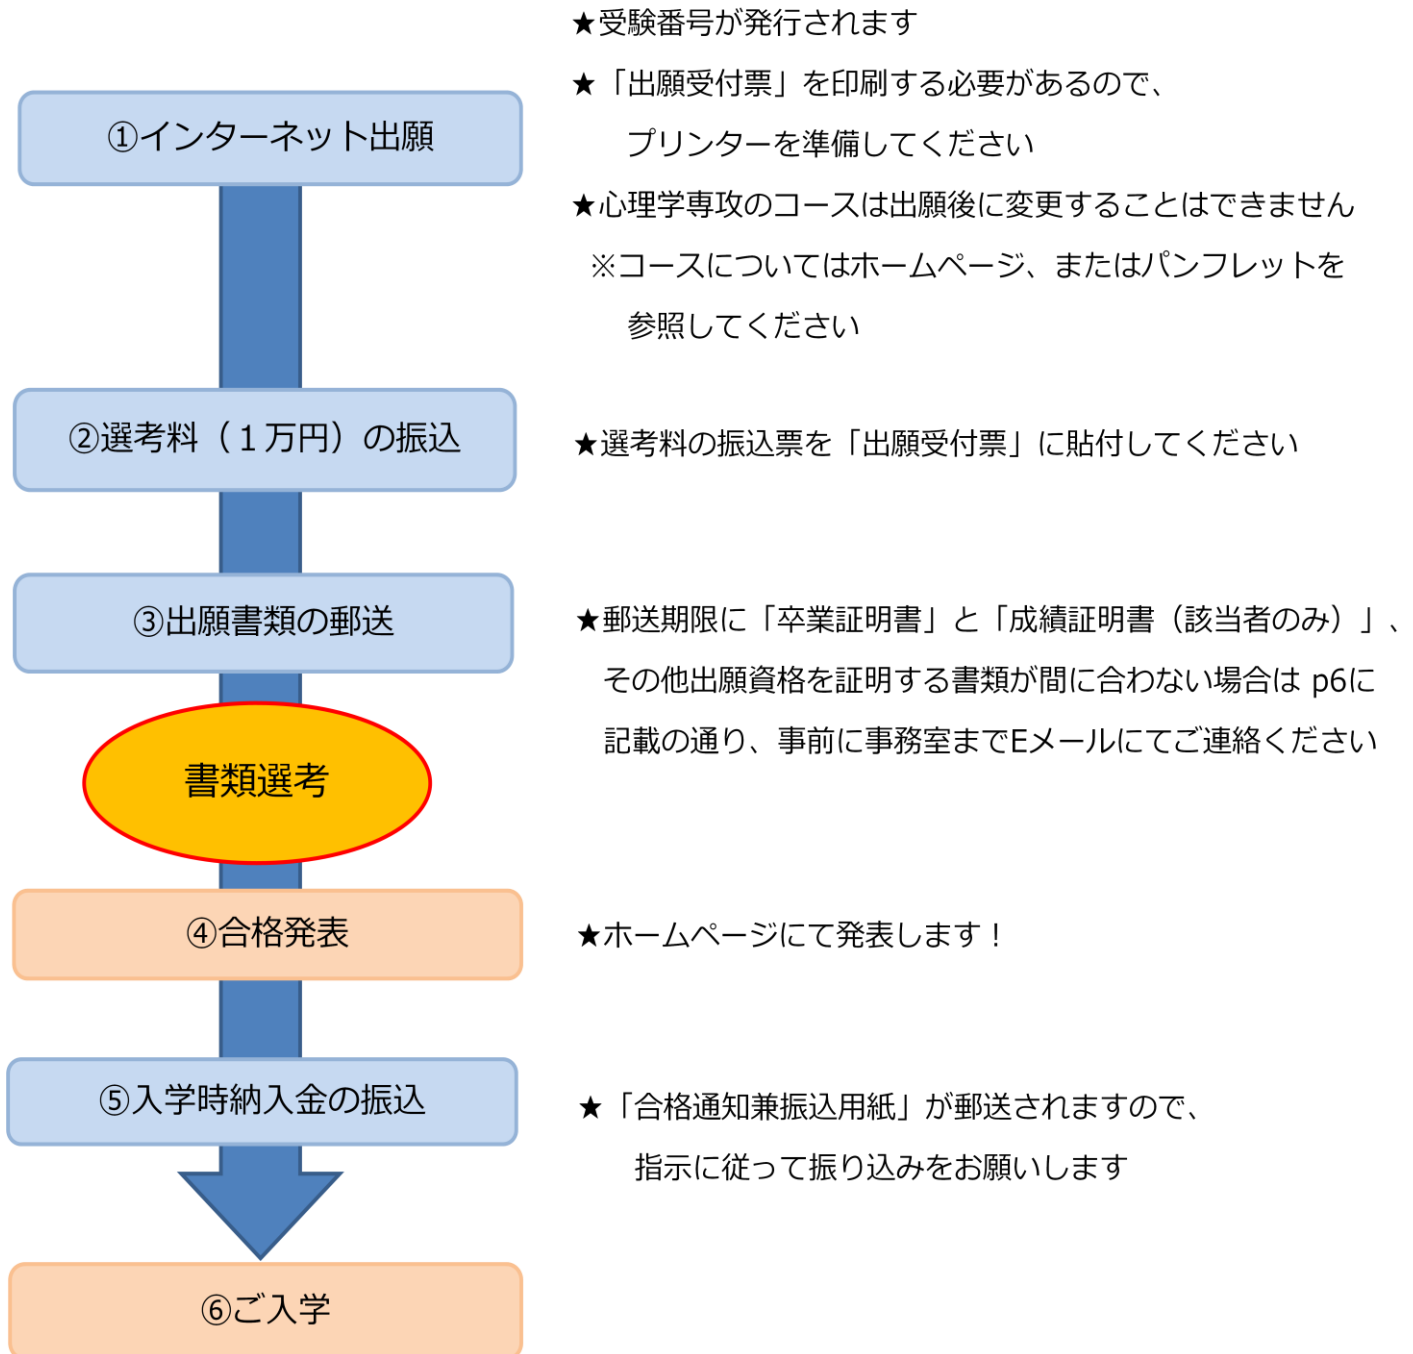 ★受験番号が発行されます
★「出願受付票」を印刷する必要があるので、
①インターネット出願
プリンターを準備してください
★心理学専攻のコースは出願後に変更することはできません
※コースについてはホームページ、またはパンフレットを
参照してください
②選考料（１万円）の振込
★選考料の振込票を「出願受付票」に貼付してください
③出願書類の郵送
★郵送期限に「卒業証明書」と「成績証明書（該当者のみ）」、
その他出願資格を証明する書類が間に合わない場合は p6に
記載の通り、事前に事務室までEメールにてご連絡ください
書類選考
④合格発表
★ホームページにて発表します！
⑤入学時納入金の振込
★「合格通知兼振込用紙」が郵送されますので、
指示に従って振り込みをお願いします
⑥ご入学